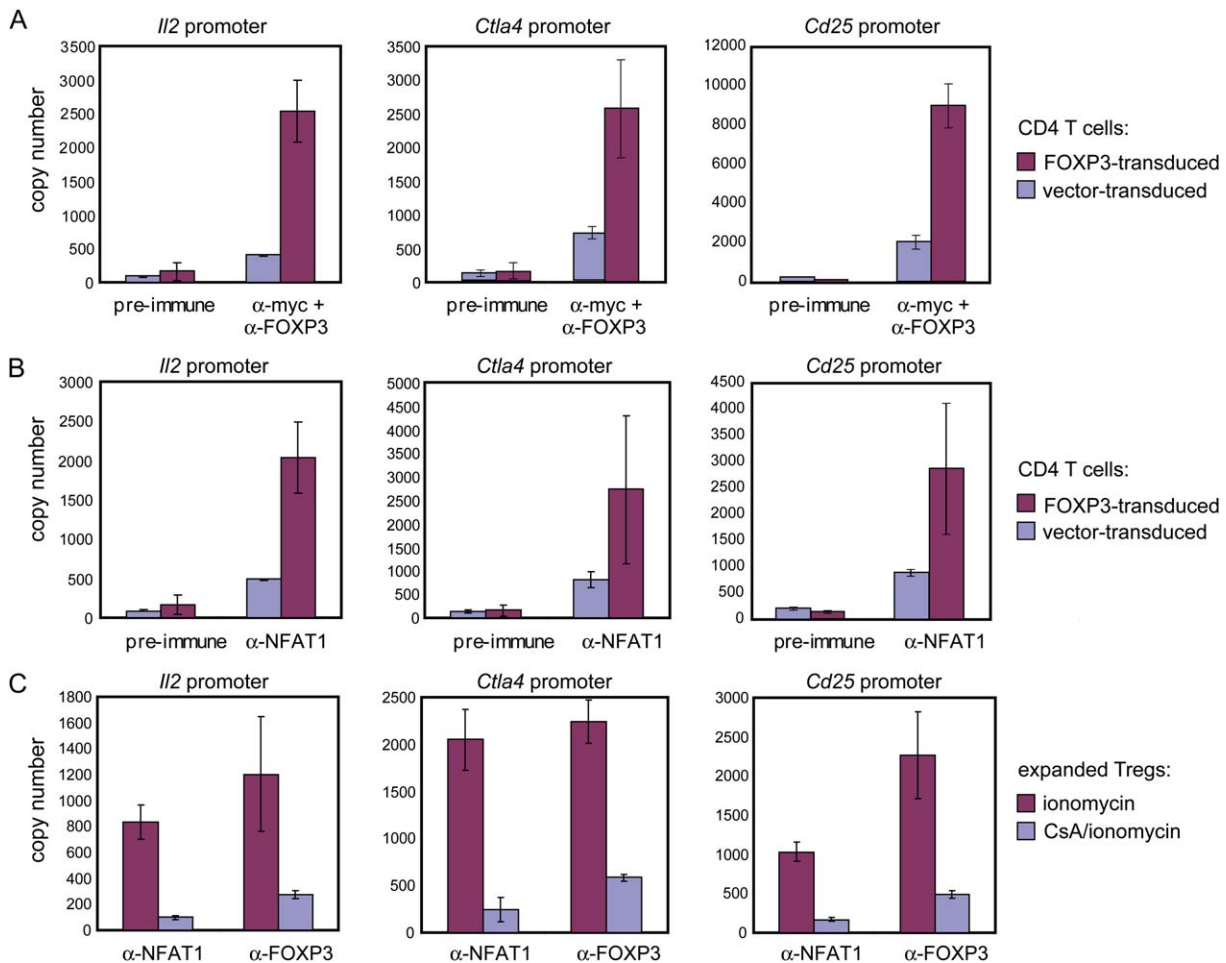 A
Il2 promoter
Ctla4 promoter
Cd25 promoter
copy number
3500
3000
2500
2000
1500
1000
500
0
pre-immune
α-myc +
α-FOXP3
3500
3000
2500
2000
1500
1000
500
0
pre-immune
α-myc +
α-FOXP3
12000
10000
8000
6000
4000
2000
0
pre-immune
α-myc +
α-FOXP3
CD4 T cells:
FOXP3-transduced
vector-transduced
B
Il2 promoter
Ctla4 promoter
Cd25 promoter
copy number
3000
2500
2000
1500
1000
500
0
pre-immune
α-NFAT1
5000
4500
4000
3500
3000
2500
2000
1500
1000
500
0
pre-immune
α-NFAT1
4500
4000
3500
3000
2500
2000
1500
1000
500
0
pre-immune
α-NFAT1
CD4 T cells:
FOXP3-transduced
vector-transduced
C
Il2 promoter
Ctla4 promoter
Cd25 promoter
copy number
1800
1600
1400
1200
1000
800
600
400
200
0
α-NFAT1
α-FOXP3
2500
2000
1500
1000
500
0
α-NFAT1
α-FOXP3
3000
2500
2000
1500
1000
500
0
α-NFAT1
α-FOXP3
expanded Tregs:
ionomycin
CsA/ionomycin